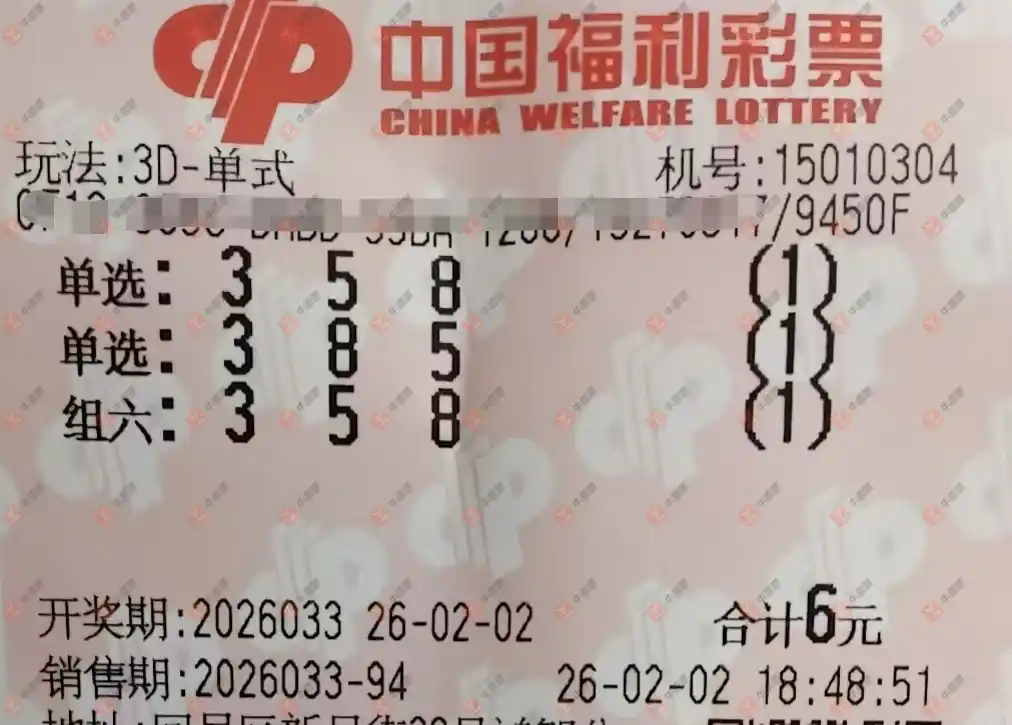 中国福利彩票
CHINA WELFARE LOTTERY
玩法:3D-单式 机号:15010304
/9450F
单选: 3 5 8 (1)
单选: 3 8 5 (1)
组六: 3 5 8 (1)
开奖期:2026033 26-02-02 合计6元
销售期:2026033-94 26-02-02 18:48:51